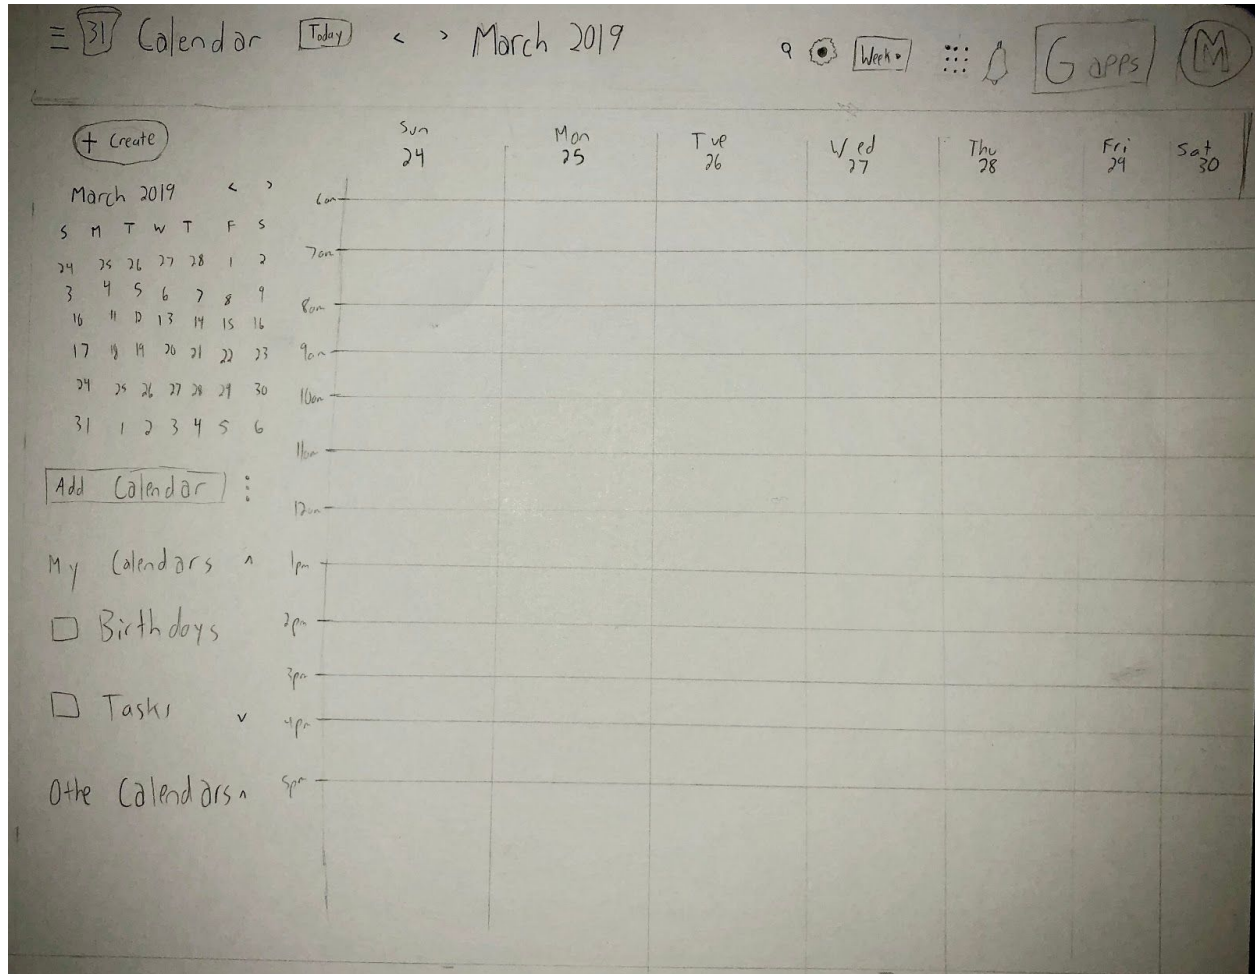 31 Calendar Today < > March 2019 Week G apps M
+ Create
Sun Mon Tue Wed Thu Fri Sat
24 25 26 27 28 29 30
March 2019 < >
S M T W T F S
24 25 26 27 28 1 2
3 4 5 6 7 8 9
10 11 12 13 14 15 16
17 18 19 20 21 22 23
24 25 26 27 28 29 30
31 1 2 3 4 5 6
Add Calendar
My Calendars ^
Birthdays
Tasks v
Othe Calendars ^
6am
7am
8am
9am
10am
11am
12am
1pm
2pm
3pm
4pm
5pm